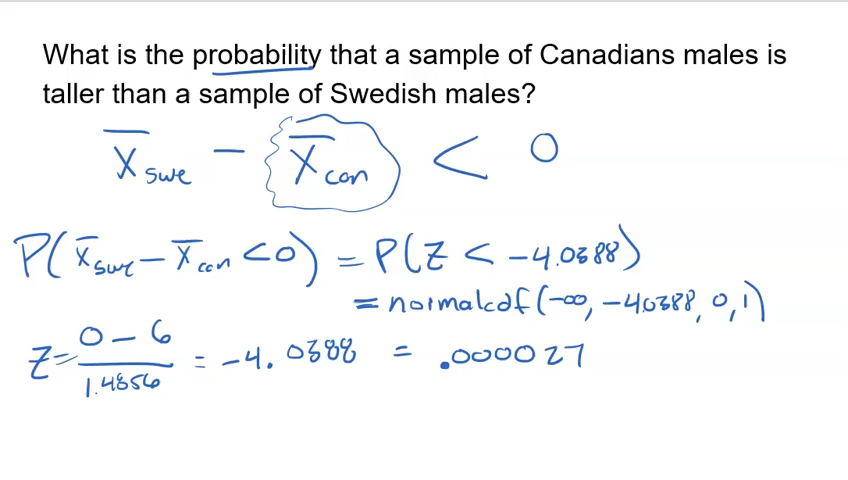 What is the probability that a sample of Canadians males is
taller than a sample of Swedish males?
X̅swe - X̅can < 0
P(X̅swe - X̅can < 0) = P(Z < -4.0388)
= normalcdf(-∞, -4.0388, 0, 1)
Z = 0 - 6 / 1.4856 = -4.0388 = .000027